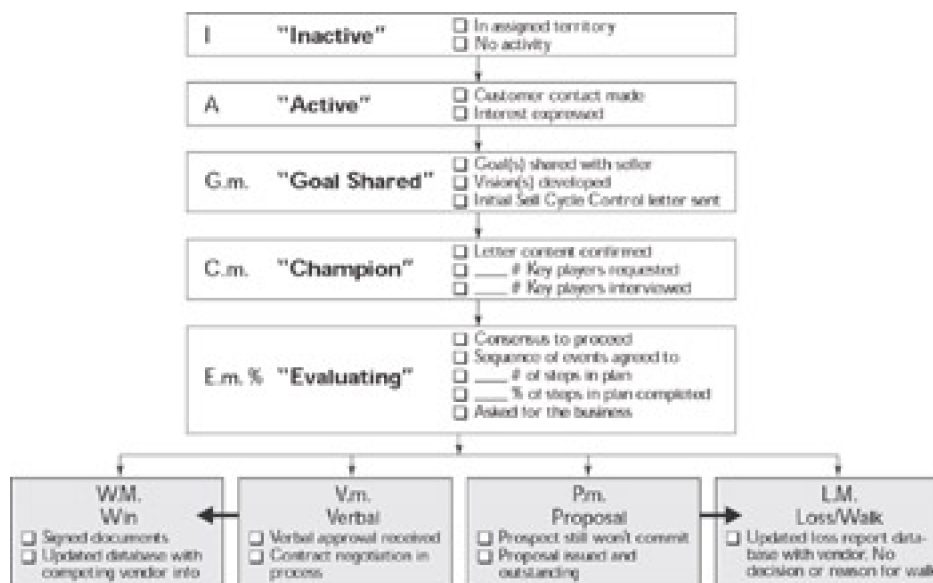 I "Inactive"
❑ In assigned territory
❑ No activity
A "Active"
❑ Customer contact made
❑ Interest expressed
G.m. "Goal Shared"
❑ Goal(s) shared with seller
❑ Vision(s) developed
❑ Initial Sell Cycle Control letter sent
C.m. "Champion"
❑ Letter content confirmed
❑ ____ # Key players requested
❑ ____ # Key players interviewed
E.m. % "Evaluating"
❑ Consensus to proceed
❑ Sequence of events agreed to
❑ ____ # of steps in plan
❑ ____ % of steps in plan completed
❑ Asked for the business
W.M.
Win
❑ Signed documents
❑ Updated database with
competing vendor info
V.m.
Verbal
❑ Verbal approval received
❑ Contract negotiation in
process
P.m.
Proposal
❑ Prospect still won't commit
❑ Proposal issued and
outstanding
L.M.
Loss/Walk
❑ Updated loss report data-
base with vendor. No
decision or reason for walk